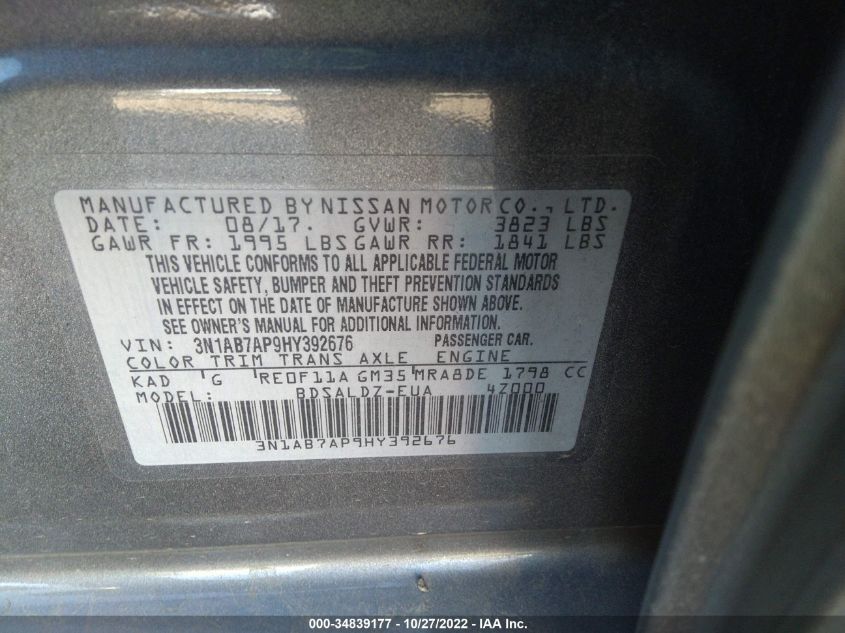 MANUFACTURED BY NISSAN MOTOR CO., LTD.
DATE: 08/17. GVWR: 3823 LBS
GAWR FR: 1995 LBS GAWR RR: 1841 LBS
THIS VEHICLE CONFORMS TO ALL APPLICABLE FEDERAL MOTOR
VEHICLE SAFETY, BUMPER AND THEFT PREVENTION STANDARDS
IN EFFECT ON THE DATE OF MANUFACTURE SHOWN ABOVE.
SEE OWNER'S MANUAL FOR ADDITIONAL INFORMATION.
VIN: 3N1AB7AP9HY392676 PASSENGER CAR.
COLOR TRIM TRANS AXLE ENGINE
KAD G RE0F11A GM35 MRA8DE 1798 CC
MODEL: BDSALDZ-EUA 4Z000
3N1AB7AP9HY392676
000-34839177 - 10/27/2022 - IAA Inc.